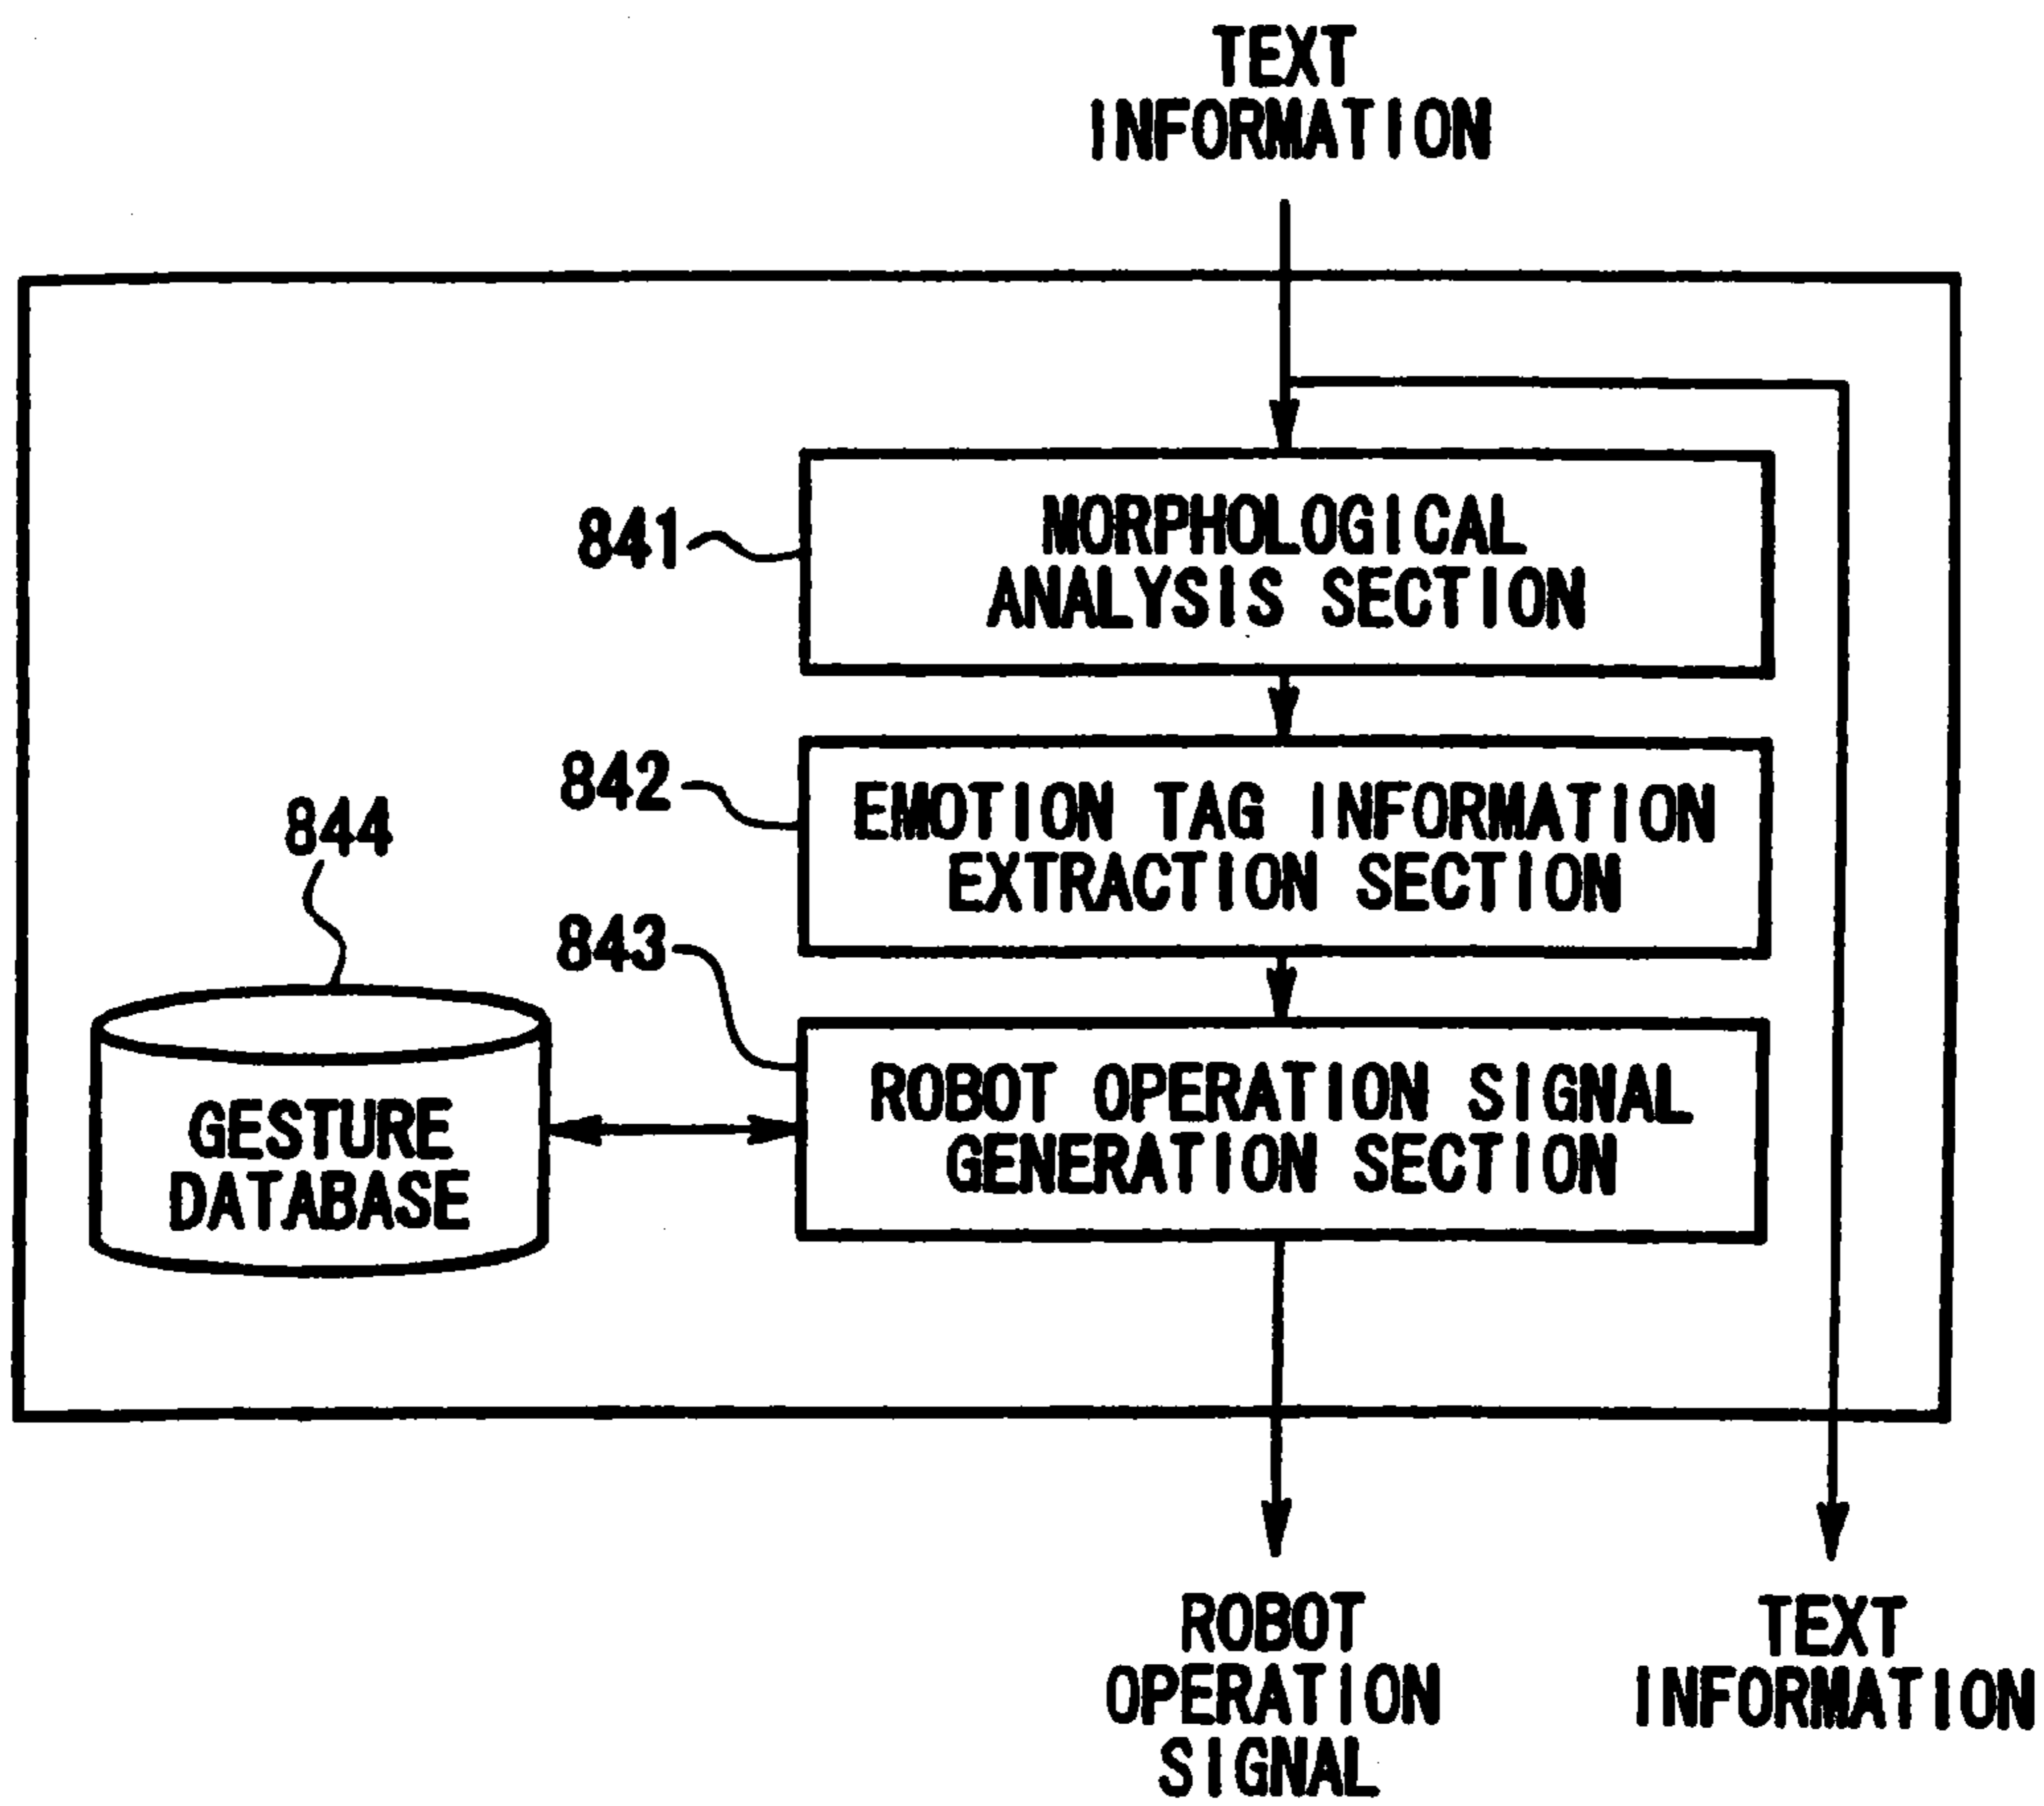 TEXT
INFORMATION
841
MORPHOLOGICAL
ANALYSIS SECTION
842
EMOTION TAG INFORMATION
EXTRACTION SECTION
844
843
ROBOT OPERATION SIGNAL
GENERATION SECTION
GESTURE
DATABASE
ROBOT
OPERATION
SIGNAL
TEXT
INFORMATION